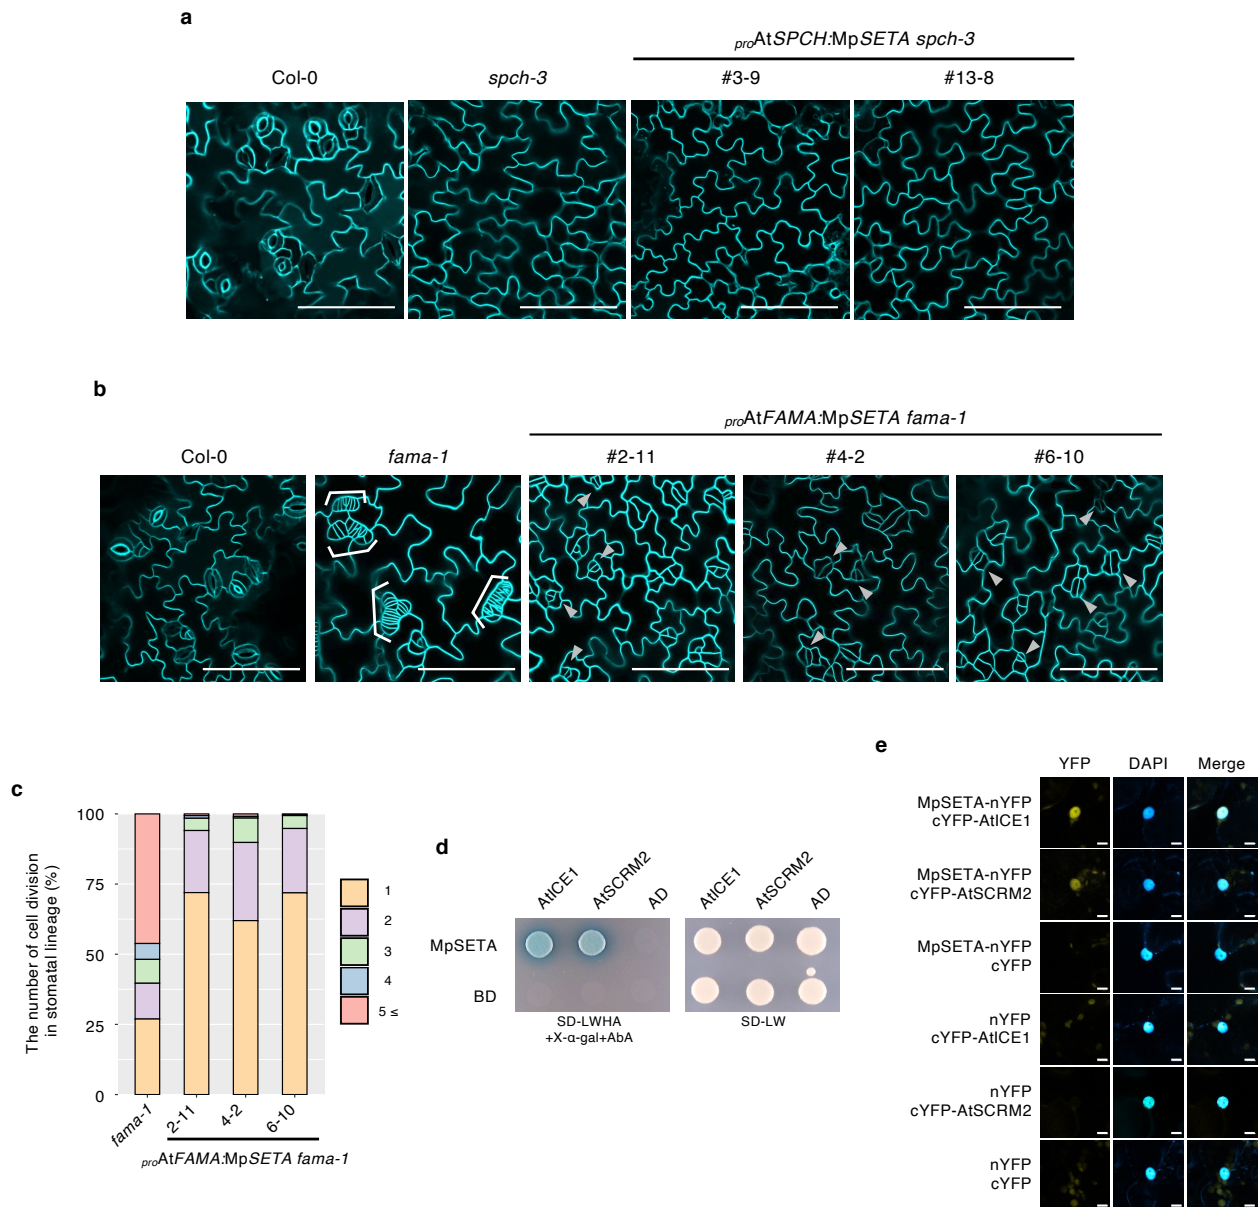 a
proAtSPCH:MpSETA spch-3
Col-0 spch-3 #3-9 #13-8
b
proAtFAMA:MpSETA fama-1
Col-0 fama-1 #2-11 #4-2 #6-10
c
The number of cell division
in stomatal lineage (%)
100
75
50
25
0
fama-1 2-11 4-2 6-10
proAtFAMA:MpSETA fama-1
1
2
3
4
5 ≤
d
AtICE1 AtSCRM2 AD AtICE1 AtSCRM2 AD
MpSETA
BD
SD-LWHA
+X-α-gal+AbA
SD-LW
e
YFP DAPI Merge
MpSETA-nYFP
cYFP-AtICE1
MpSETA-nYFP
cYFP-AtSCRM2
MpSETA-nYFP
cYFP
nYFP
cYFP-AtICE1
nYFP
cYFP-AtSCRM2
nYFP
cYFP